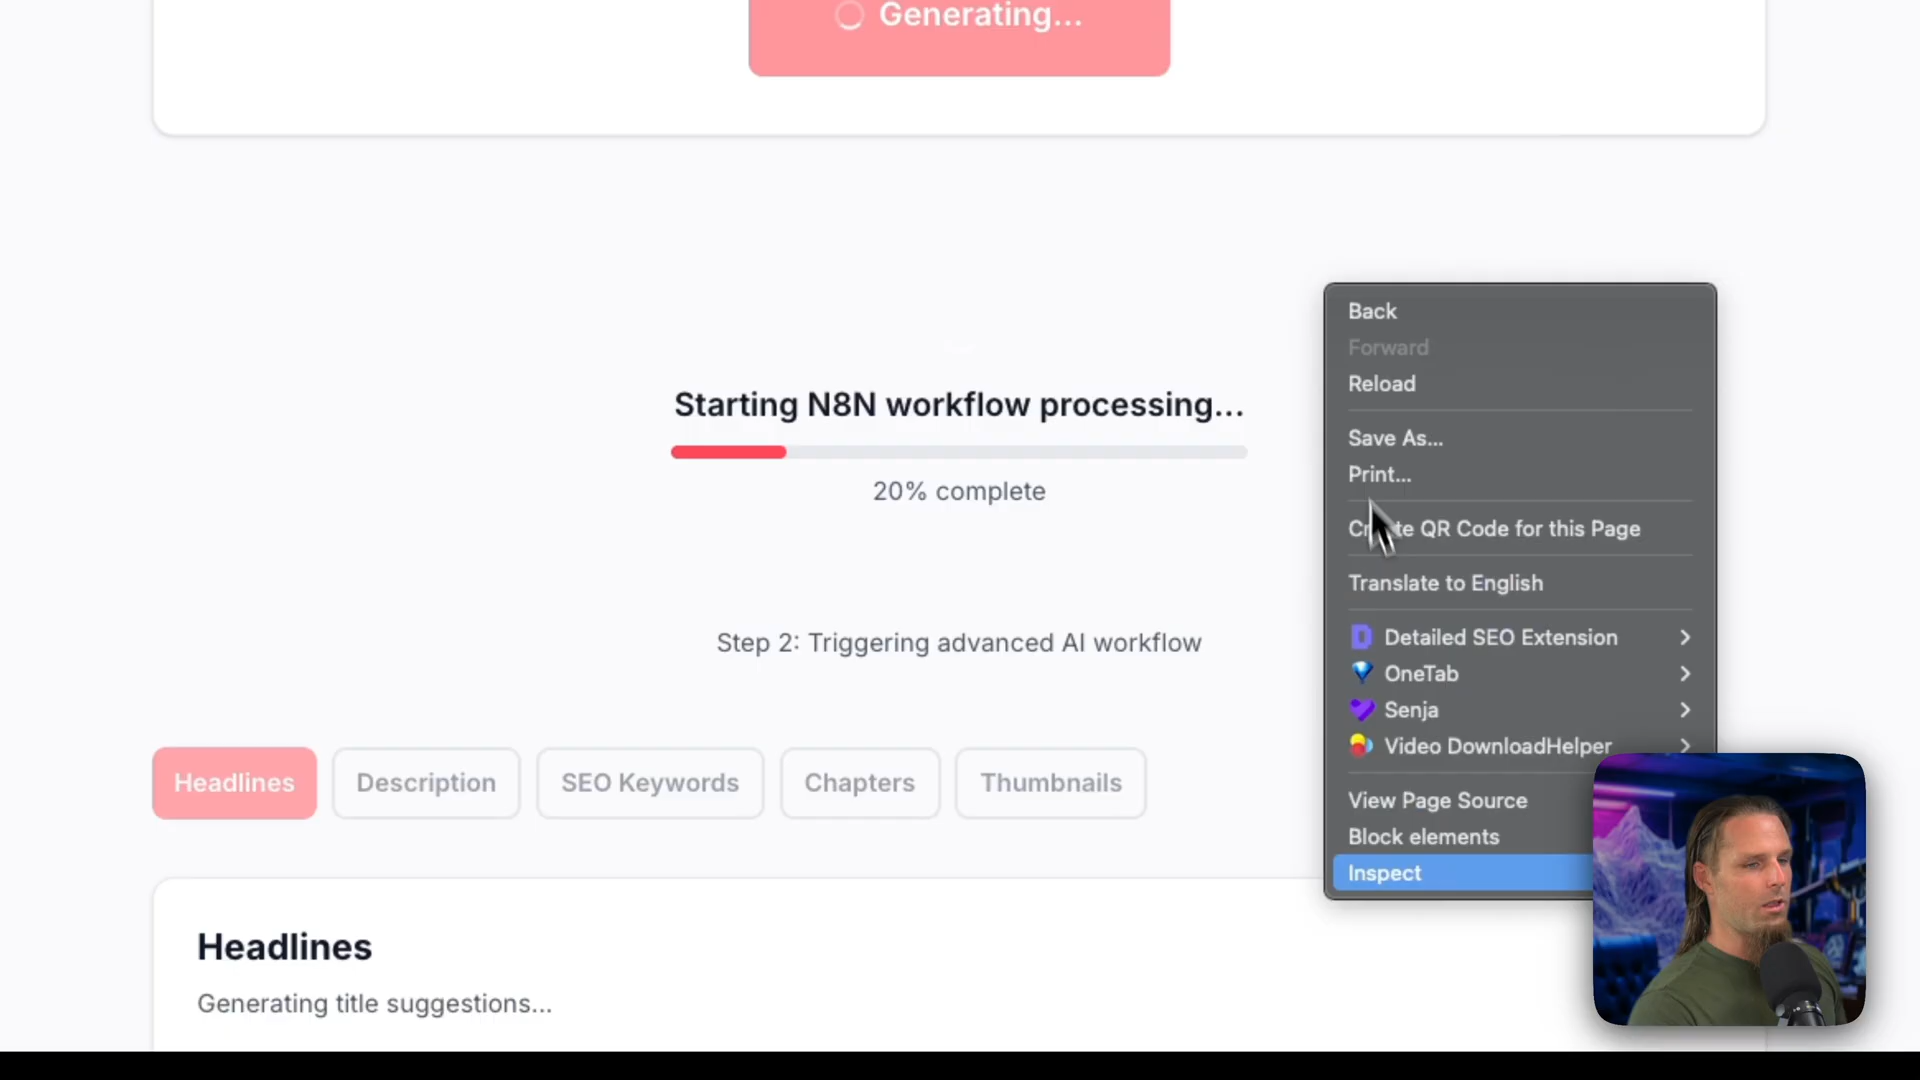 Generating...
Starting N8N workflow processing...
20% complete
Step 2: Triggering advanced AI workflow
Headlines
Description
SEO Keywords
Chapters
Thumbnails
Headlines
Generating title suggestions...
Back
Forward
Reload
Save As...
Print...
QR Code for this Page
Translate to English
Detailed SEO Extension
OneTab
Senja
Video DownloadHelper
View Page Source
Block elements
Inspect